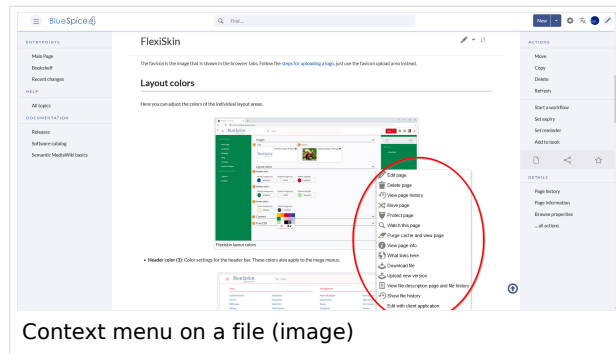 BlueSpice
Find...
New
ENTRYPOINTS
Main Page
Bookshelf
Recent changes
HELP
All topics
DOCUMENTATION
Releases
Software catalog
Semantic MediaWiki basics
FlexiSkin
The favicon is the image that is shown in the browser tabs. Follow the steps for uploading a logo, just use the favicon upload area instead.
Layout colors
Here you can adjust the colors of the individual layout areas.
Flexiskin layout colors
Edit page
Delete page
View page history
Move page
Protect page
Watch this page
Purge cache and view page
View page info
What links here
Download file
Upload new version
View file description page and file history
Show file history
Edit with client application
• Header color (3): Color settings for the header bar. These colors also apply to the mega menus.
BlueSpice
ACTIONS
Move
Copy
Delete
Refresh
Start a workflow
Set expiry
Set reminder
Add to book
DETAILS
Page history
Page information
Browse properties
... all actions
Context menu on a file (image)